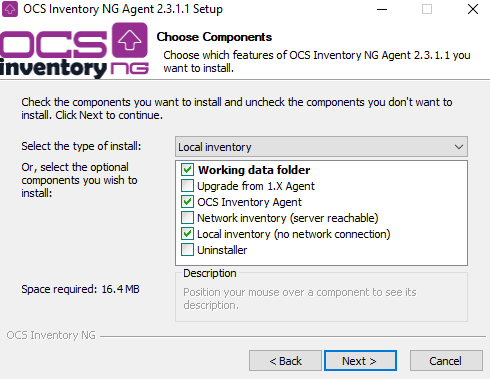 OCS Inventory NG Agent 2.3.1.1 Setup
OCS
inventory NG
Choose Components
Choose which features of OCS Inventory NG Agent 2.3.1.1 you
want to install.
Check the components you want to install and uncheck the components you don't want to
install. Click Next to continue.
Select the type of install:
Local inventory
Or, select the optional
components you wish to
install:
Working data folder
Upgrade from 1.X Agent
OCS Inventory Agent
Network inventory (server reachable)
Local inventory (no network connection)
Uninstaller
Space required: 16.4 MB
Description
Position your mouse over a component to see its
description.
OCS Inventory NG
< Back
Next >
Cancel